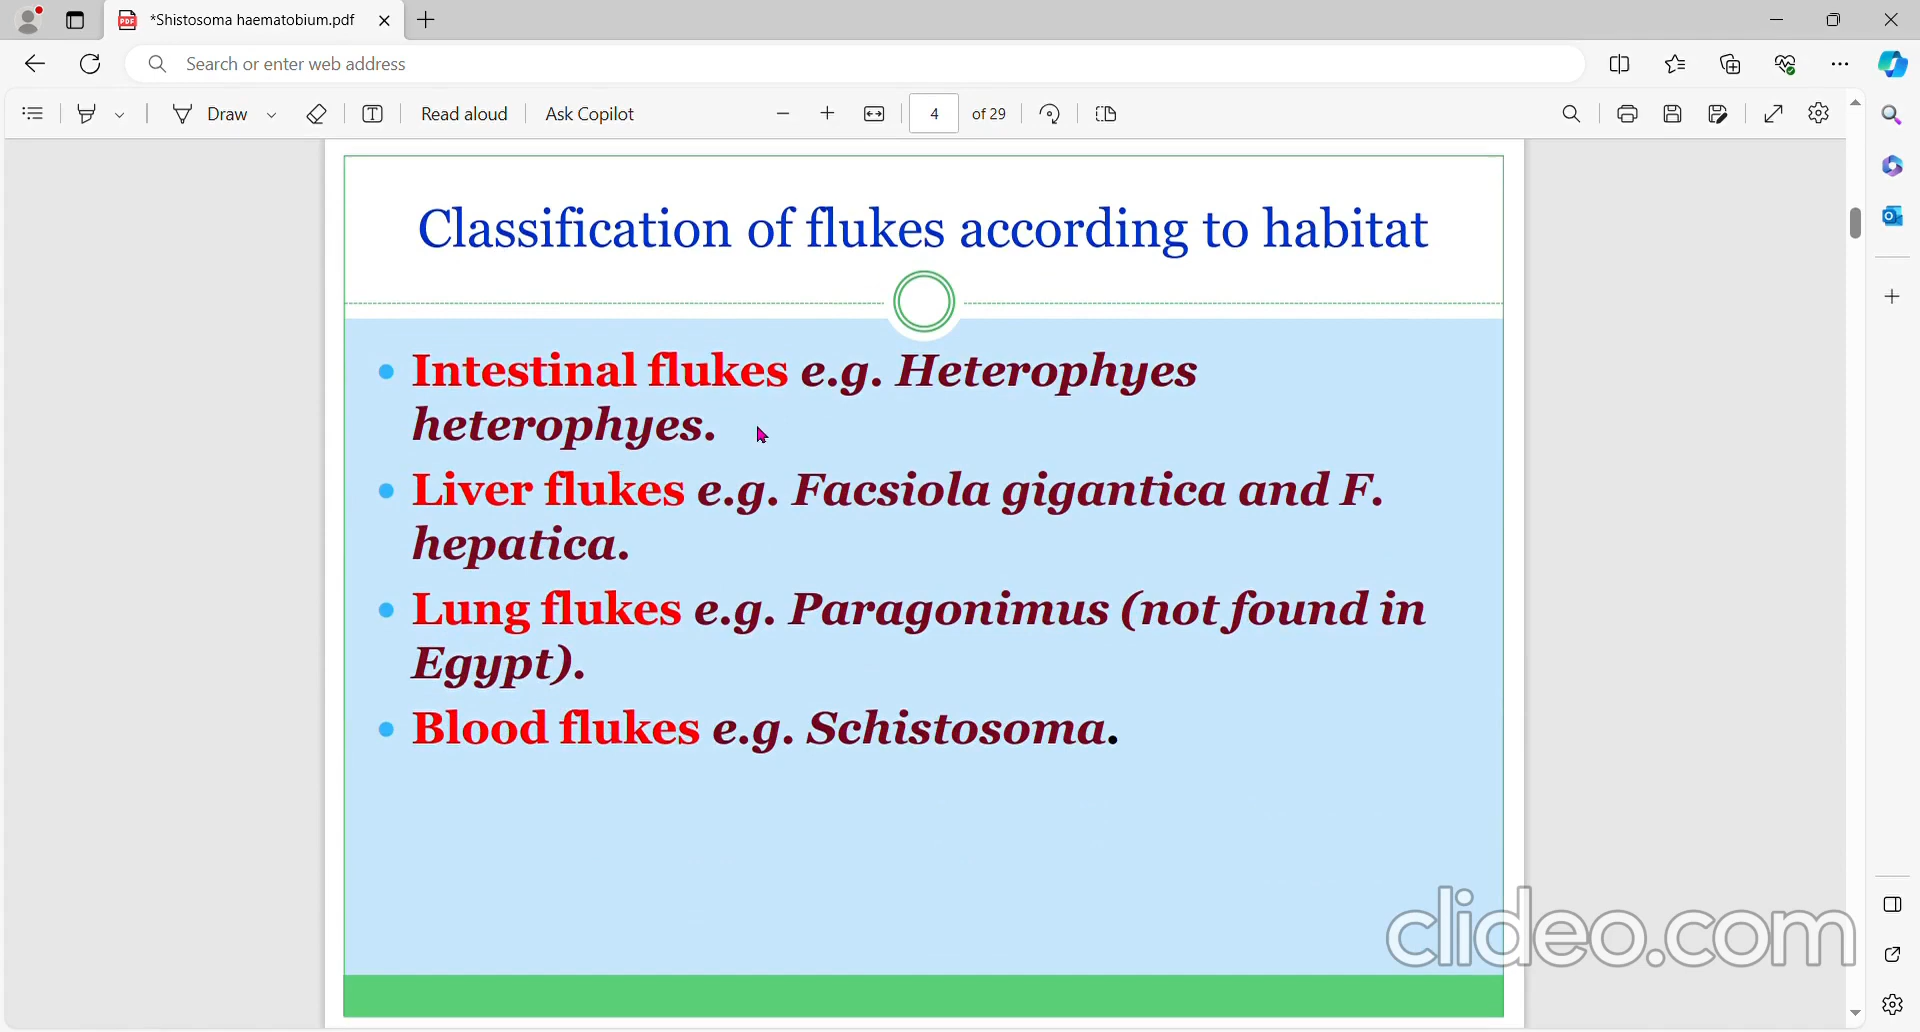 *Shistosoma haematobium.pdf
Search or enter web address
Draw
Read aloud
Ask Copilot
4 of 29
Classification of flukes according to habitat
• Intestinal flukes e.g. Heterophyes
heterophyes.
• Liver flukes e.g. Facsiola gigantica and F.
hepatica.
• Lung flukes e.g. Paragonimus (not found in
Egypt).
• Blood flukes e.g. Schistosoma.
clideo.com